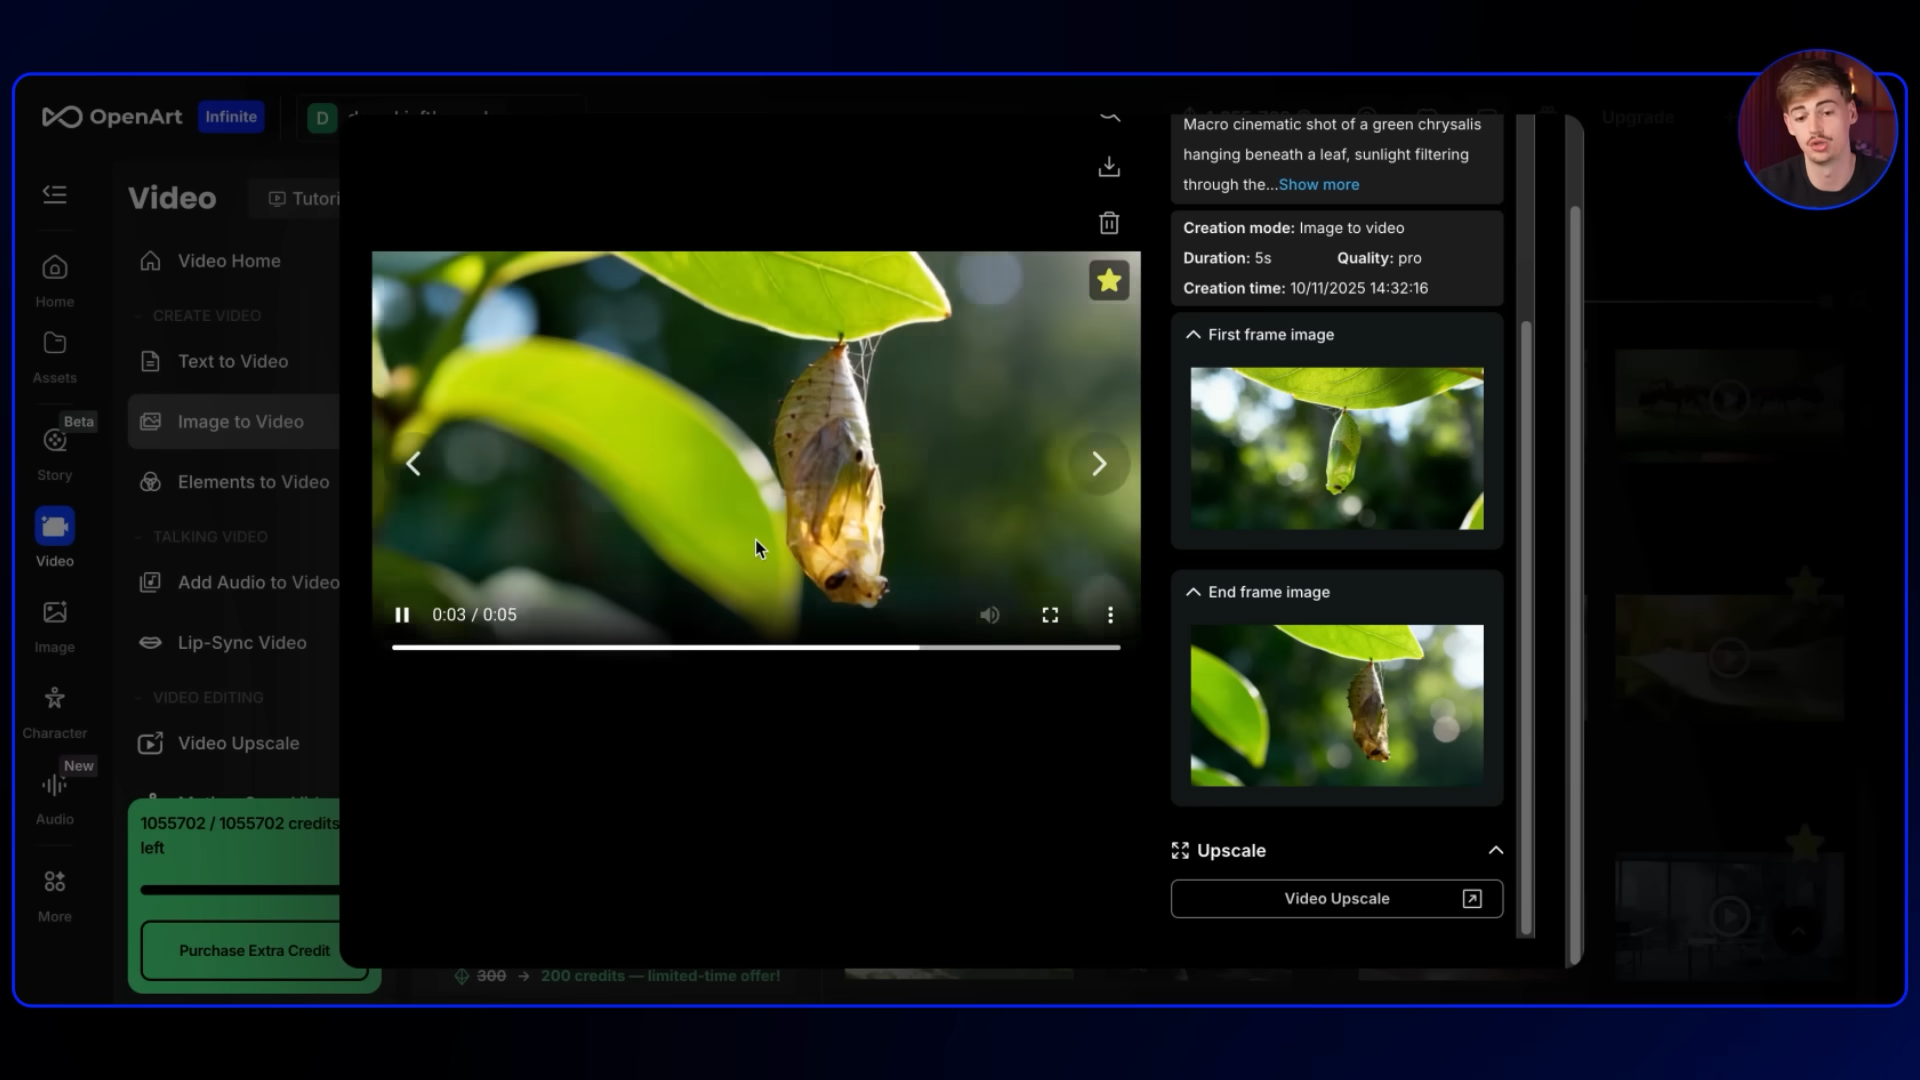 OpenArt
Infinite
D
Upgrade
Video
Tutori
Home
Assets
Beta
Story
Video
Image
Character
New
Audio
More
Video Home
CREATE VIDEO
Text to Video
Image to Video
Elements to Video
TALKING VIDEO
Add Audio to Video
Lip-Sync Video
VIDEO EDITING
Video Upscale
1055702 / 1055702 credits
left
Purchase Extra Credit
300 → 200 credits — limited-time offer!
0:03 / 0:05
Macro cinematic shot of a green chrysalis
hanging beneath a leaf, sunlight filtering
through the...Show more
Creation mode: Image to video
Duration: 5s Quality: pro
Creation time: 10/11/2025 14:32:16
First frame image
End frame image
Upscale
Video Upscale